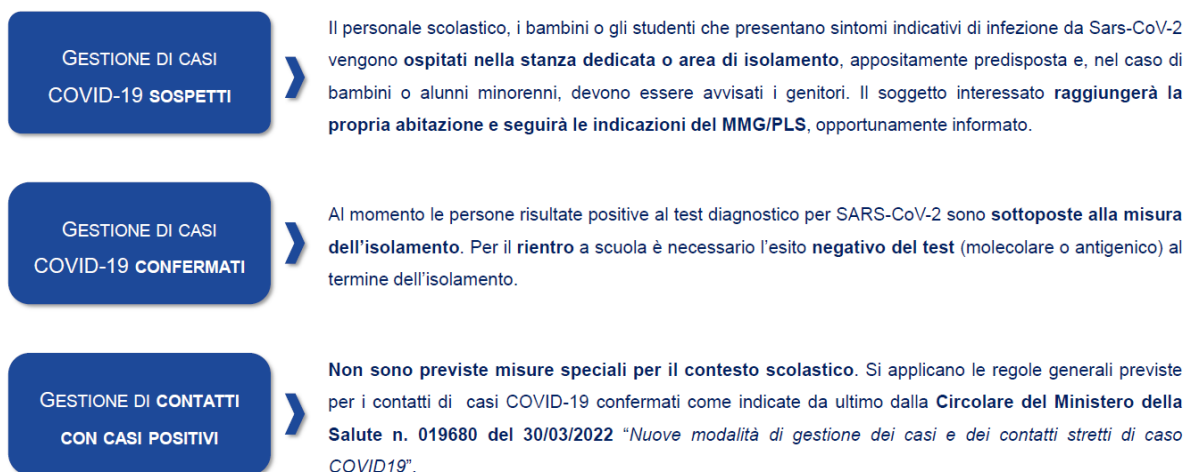 GESTIONE DI CASI
COVID-19 SOSPETTI
Il personale scolastico, i bambini o gli studenti che presentano sintomi indicativi di infezione da Sars-CoV-2
vengono ospitati nella stanza dedicata o area di isolamento, appositamente predisposta e, nel caso di
bambini o alunni minorenni, devono essere avvisati i genitori. Il soggetto interessato raggiungerà la
propria abitazione e seguirà le indicazioni del MMG/PLS, opportunamente informato.
GESTIONE DI CASI
COVID-19 CONFERMATI
Al momento le persone risultate positive al test diagnostico per SARS-CoV-2 sono sottoposte alla misura
dell’isolamento. Per il rientro a scuola è necessario l’esito negativo del test (molecolare o antigenico) al
termine dell’isolamento.
GESTIONE DI CONTATTI
CON CASI POSITIVI
Non sono previste misure speciali per il contesto scolastico. Si applicano le regole generali previste
per i contatti di casi COVID-19 confermati come indicate da ultimo dalla Circolare del Ministero della
Salute n. 019680 del 30/03/2022 “Nuove modalità di gestione dei casi e dei contatti stretti di caso
COVID19”.